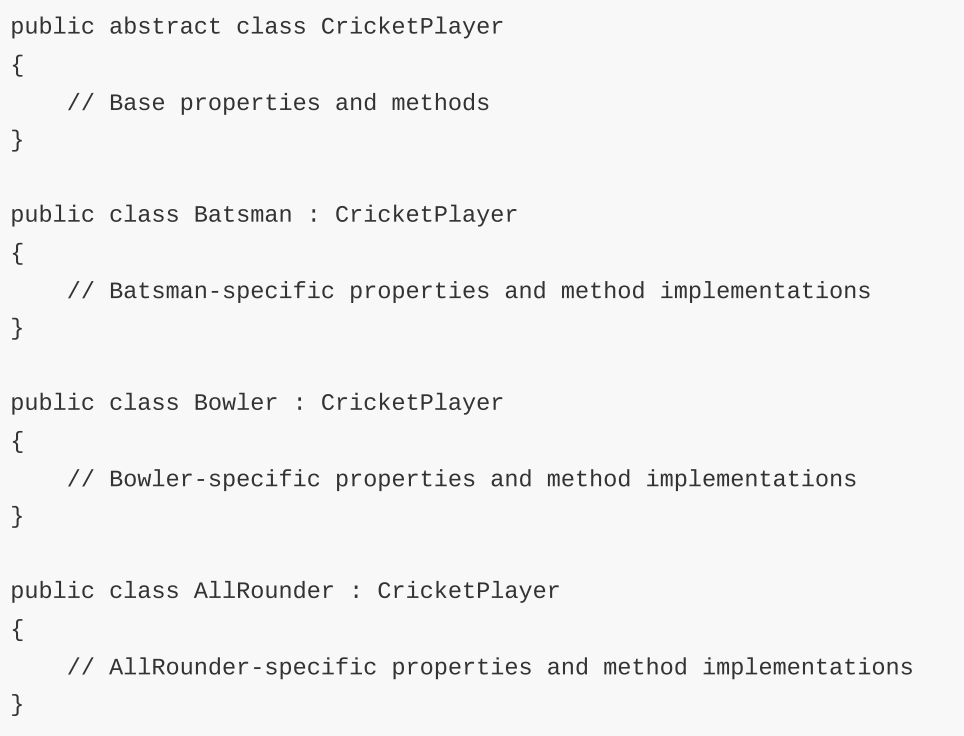 public abstract class CricketPlayer
{
    // Base properties and methods
}

public class Batsman : CricketPlayer
{
    // Batsman-specific properties and method implementations
}

public class Bowler : CricketPlayer
{
    // Bowler-specific properties and method implementations
}

public class AllRounder : CricketPlayer
{
    // AllRounder-specific properties and method implementations
}